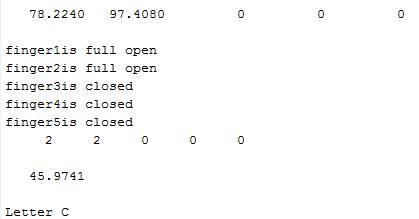 78.2240 97.4080 0 0 0
finger1is full open
finger2is full open
finger3is closed
finger4is closed
finger5is closed
2 2 0 0 0
45.9741
Letter C